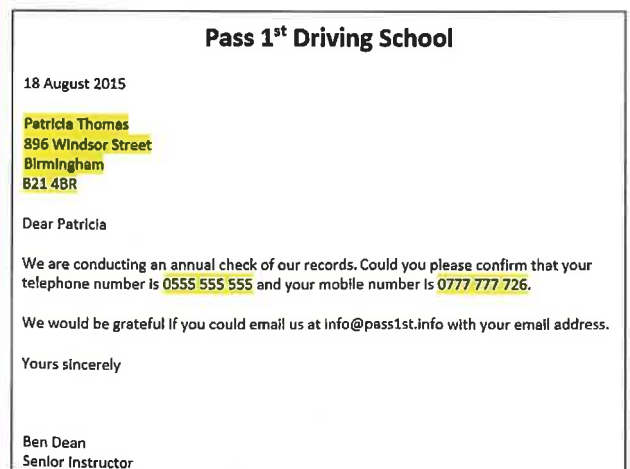 Pass 1st Driving School
18 August 2015
Patricia Thomas
896 Windsor Street
Birmingham
B21 4BR
Dear Patricia
We are conducting an annual check of our records. Could you please confirm that your
telephone number is 0555 555 555 and your mobile number is 0777 777 726.
We would be grateful if you could email us at info@pass1st.info with your email address.
Yours sincerely
Ben Dean
Senior Instructor